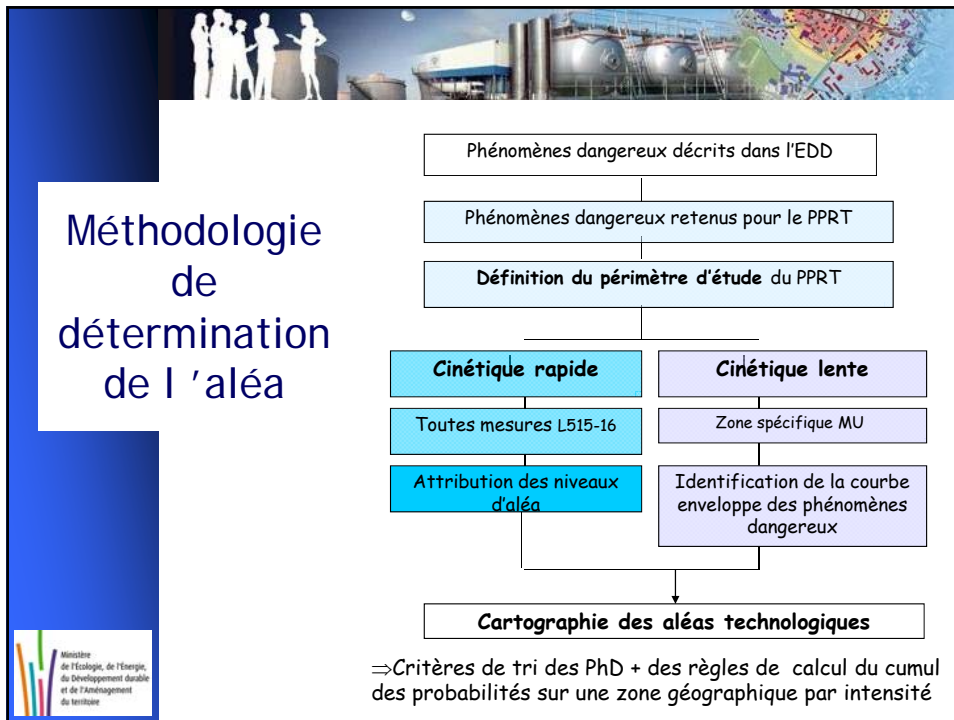 Méthodologie
de
détermination
de l ’aléa
Phénomènes dangereux décrits dans l’EDD
Phénomènes dangereux retenus pour le PPRT
Définition du périmètre d’étude du PPRT
Cinétique rapide
Toutes mesures L515-16
Attribution des niveaux
d’aléa
Cinétique lente
Zone spécifique MU
Identification de la courbe
enveloppe des phénomènes
dangereux
Cartographie des aléas technologiques
⇒Critères de tri des PhD + des règles de calcul du cumul
des probabilités sur une zone géographique par intensité
Ministère
de l'Écologie, de l'Énergie,
du Développement durable
et de l'Aménagement
du territoire